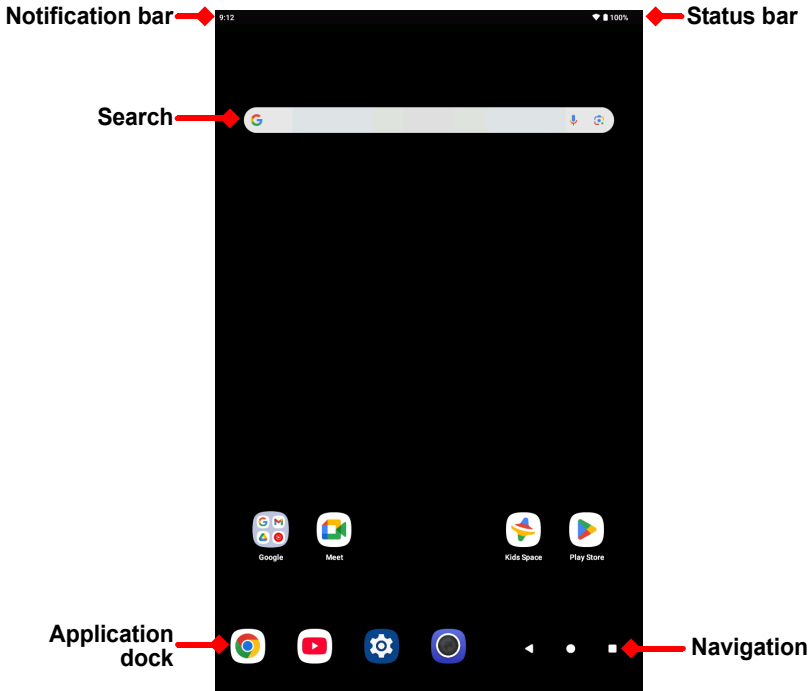 Notification bar
9:12
100%
Status bar
Search
Google
Meet
Kids Space
Play Store
Application
dock
Navigation